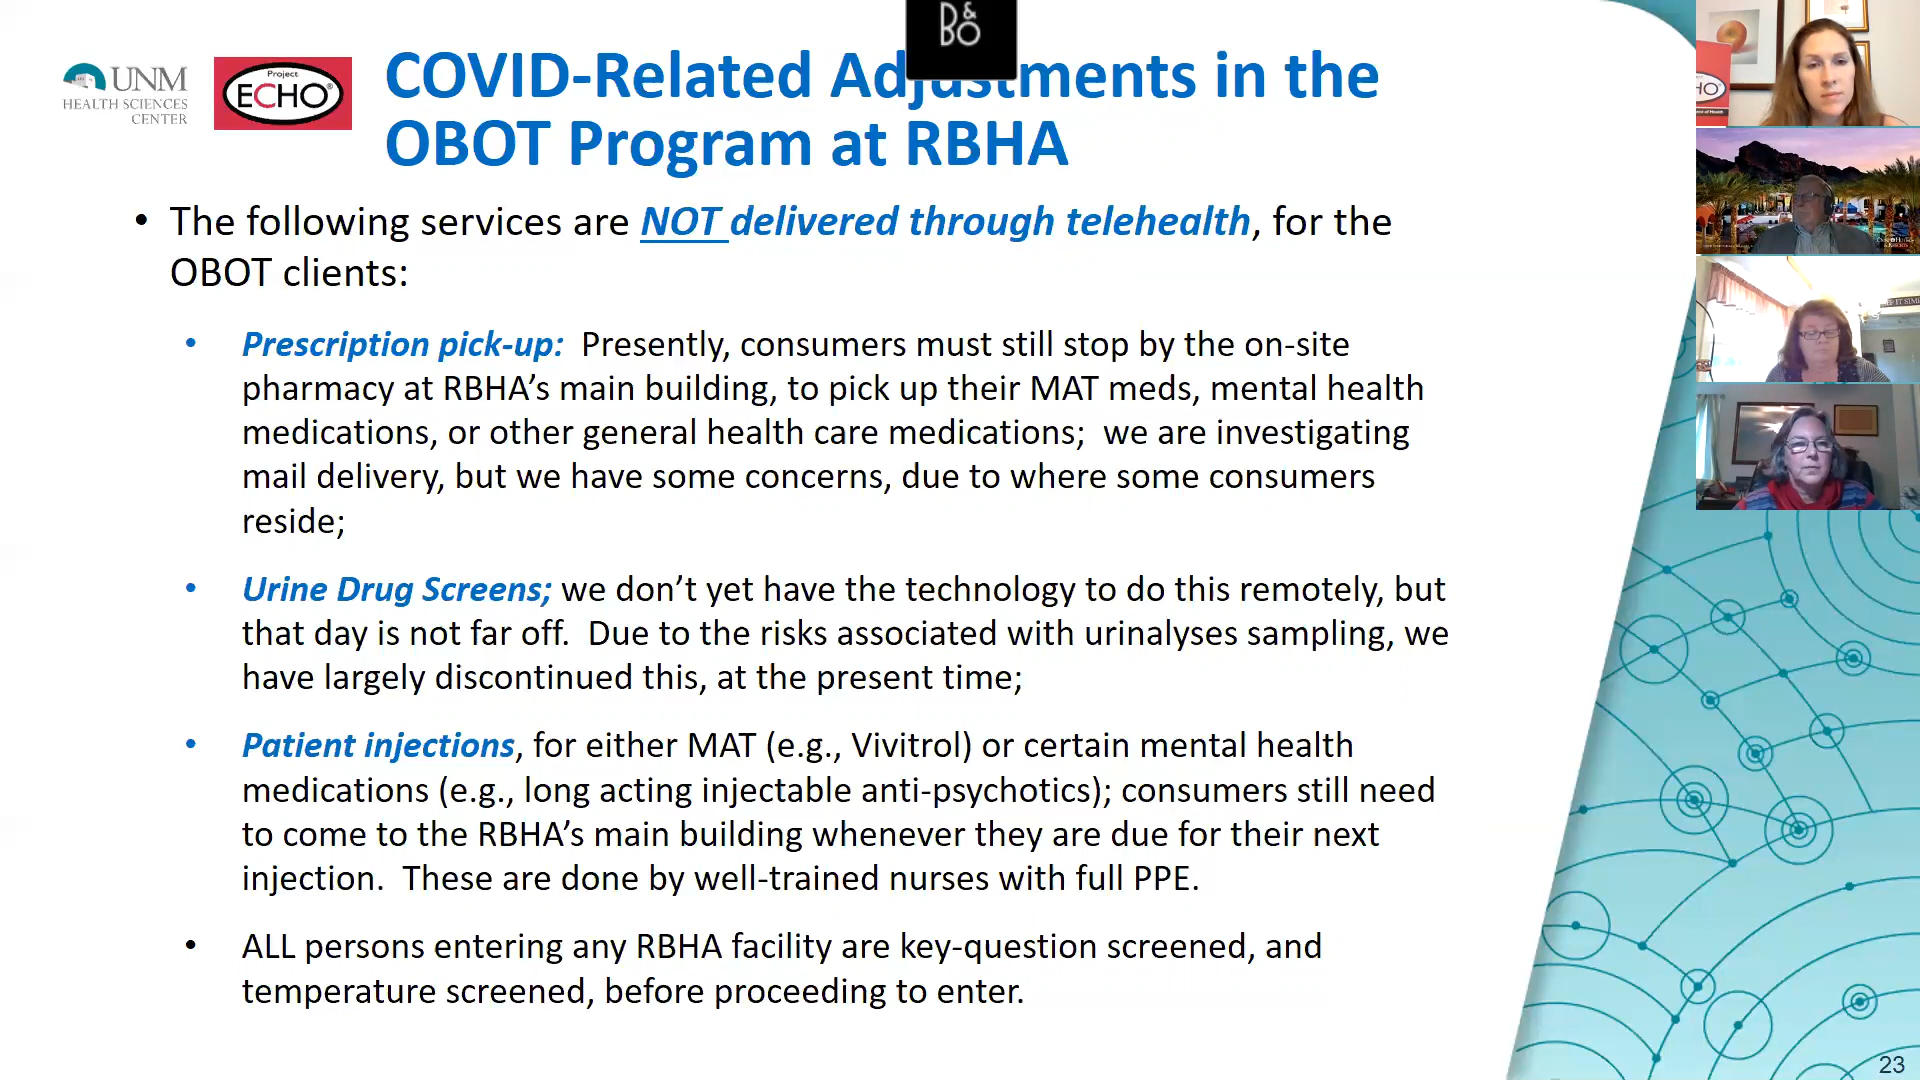 B&O
UNM
HEALTH SCIENCES
CENTER
Project
ECHO®
COVID-Related Adjustments in the
OBOT Program at RBHA
• The following services are NOT delivered through telehealth, for the
OBOT clients:
• Prescription pick-up: Presently, consumers must still stop by the on-site
pharmacy at RBHA’s main building, to pick up their MAT meds, mental health
medications, or other general health care medications; we are investigating
mail delivery, but we have some concerns, due to where some consumers
reside;
• Urine Drug Screens; we don’t yet have the technology to do this remotely, but
that day is not far off. Due to the risks associated with urinalyses sampling, we
have largely discontinued this, at the present time;
• Patient injections, for either MAT (e.g., Vivitrol) or certain mental health
medications (e.g., long acting injectable anti-psychotics); consumers still need
to come to the RBHA’s main building whenever they are due for their next
injection. These are done by well-trained nurses with full PPE.
• ALL persons entering any RBHA facility are key-question screened, and
temperature screened, before proceeding to enter.
HO
23